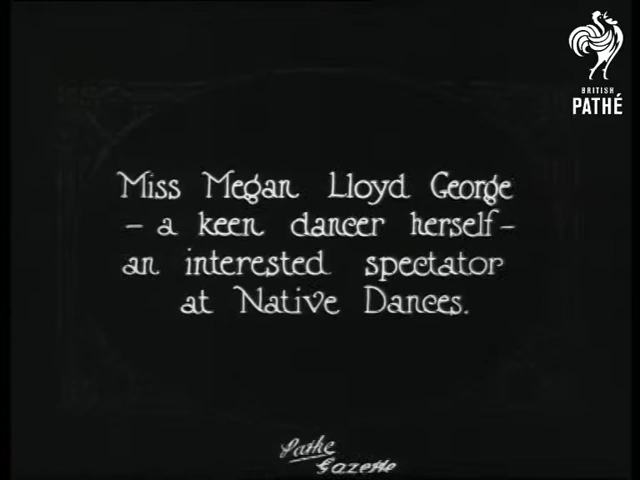 BRITISH
PATHÉ
Miss Megan Lloyd George
- a keen dancer herself -
an interested spectator
at Native Dances.
Pathe
Gazette